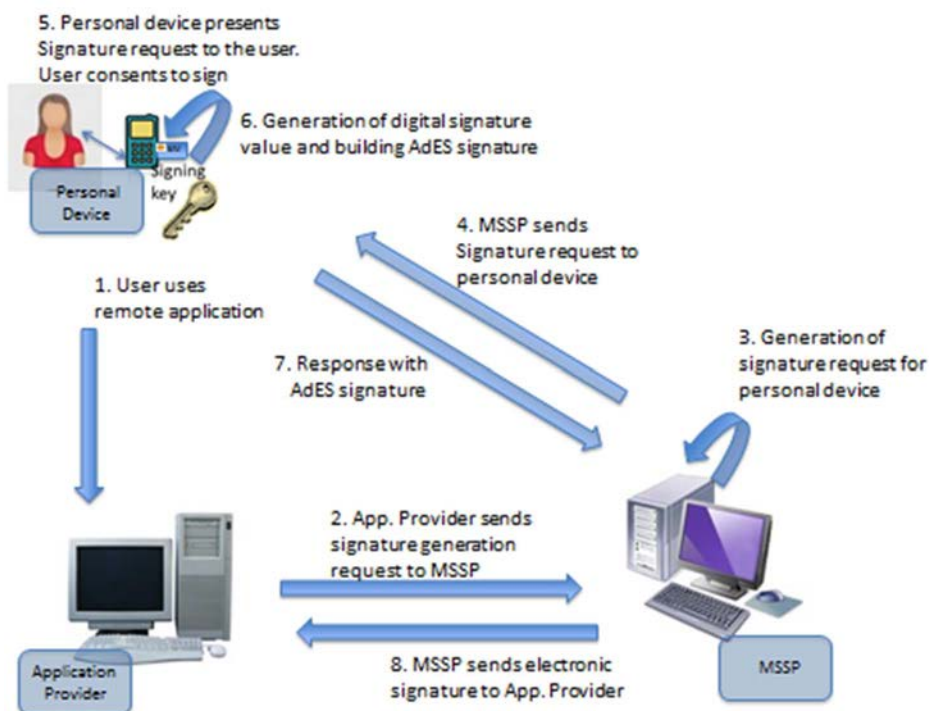 5. Personal device presents
Signature request to the user.
User consents to sign
6. Generation of digital signature
value and building AdES signature
Signing
key
Personal
Device
4. MSSP sends
Signature request to
personal device
1. User uses
remote application
3. Generation of
signature request for
personal device
7. Response with
AdES signature
2. App. Provider sends
signature generation
request to MSSP
Application
Provider
8. MSSP sends electronic
signature to App. Provider
MSSP